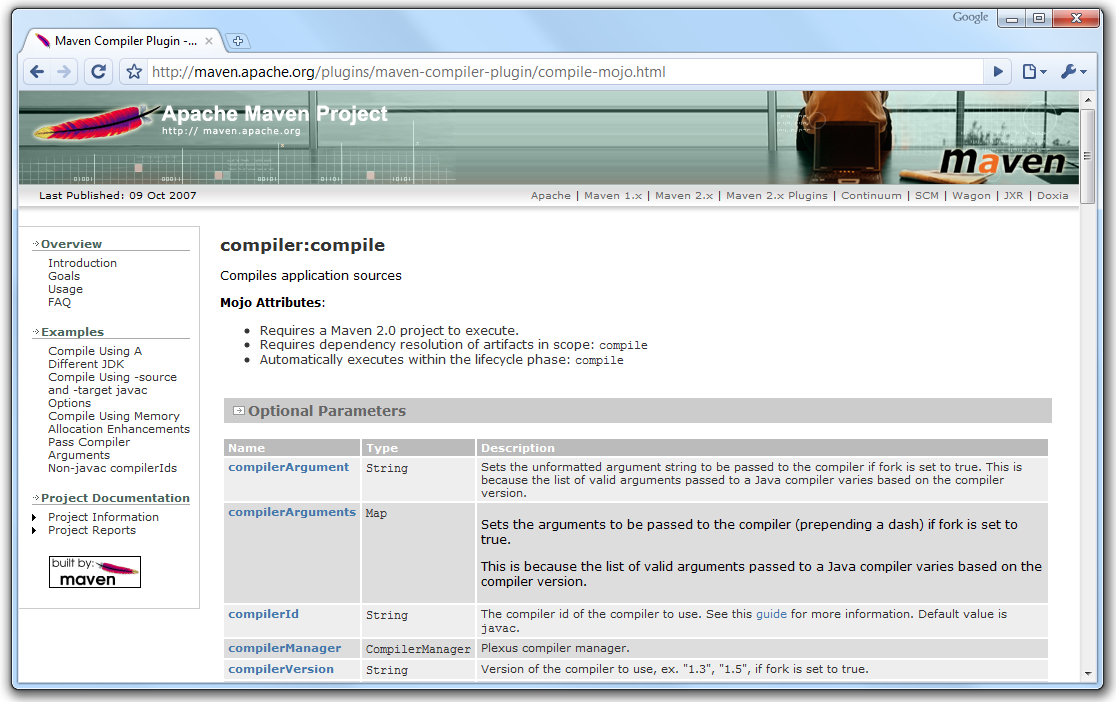 Google
Maven Compiler Plugin -...
http://maven.apache.org/plugins/maven-compiler-plugin/compile-mojo.html
Apache Maven Project
http:// maven.apache.org
maven
Last Published: 09 Oct 2007
Apache | Maven 1.x | Maven 2.x | Maven 2.x Plugins | Continuum | SCM | Wagon | JXR | Doxia
Overview
Introduction
Goals
Usage
FAQ
Examples
Compile Using A
Different JDK
Compile Using -source
and -target javac
Options
Compile Using Memory
Allocation Enhancements
Pass Compiler
Arguments
Non-javac compilerIds
Project Documentation
Project Information
Project Reports
built by:
maven
compiler:compile
Compiles application sources
Mojo Attributes:
• Requires a Maven 2.0 project to execute.
• Requires dependency resolution of artifacts in scope: compile
• Automatically executes within the lifecycle phase: compile
Optional Parameters
Name Type Description
compilerArgument String Sets the unformatted argument string to be passed to the compiler if fork is set to true. This is
because the list of valid arguments passed to a Java compiler varies based on the compiler
version.
compilerArguments Map
Sets the arguments to be passed to the compiler (prepending a dash) if fork is set to
true.
This is because the list of valid arguments passed to a Java compiler varies based on the
compiler version.
compilerId String The compiler id of the compiler to use. See this guide for more information. Default value is
javac.
compilerManager CompilerManager Plexus compiler manager.
compilerVersion String Version of the compiler to use, ex. "1.3", "1.5", if fork is set to true.